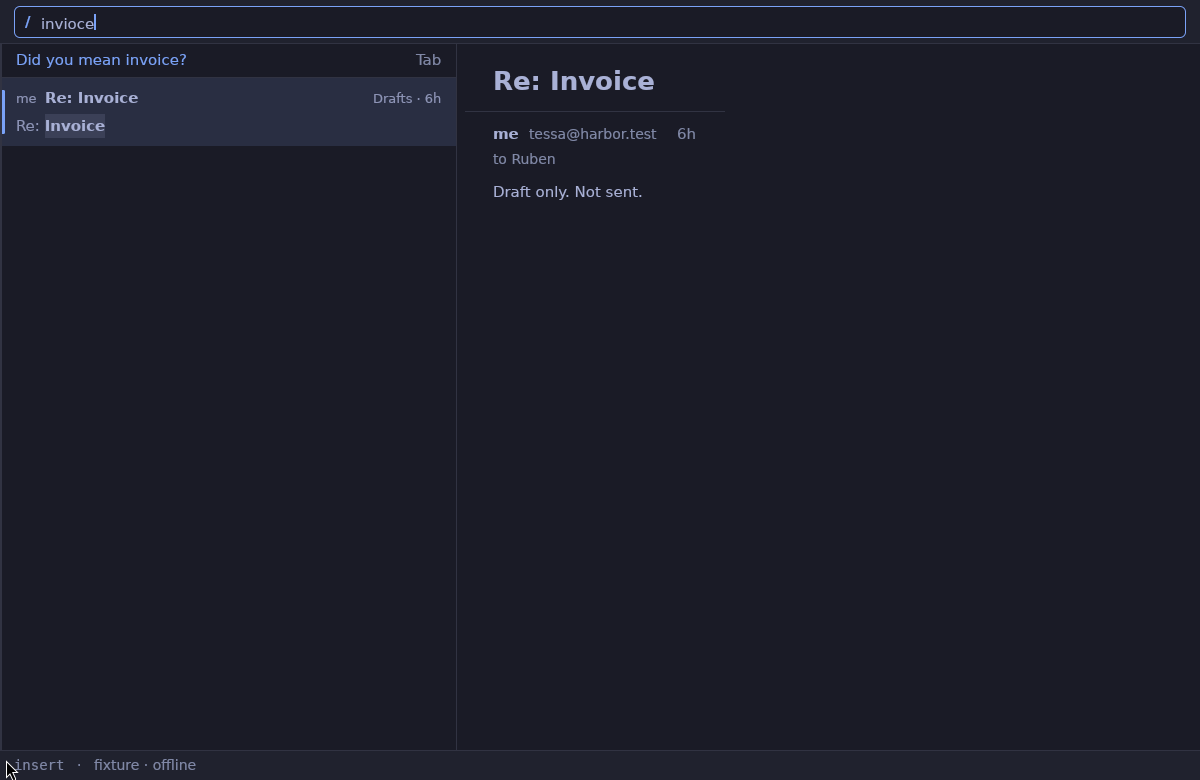 / invioce
Did you mean invoice? Tab
me Re: Invoice Drafts · 6h
Re: Invoice
Re: Invoice
me tessa@harbor.test 6h
to Ruben
Draft only. Not sent.
insert · fixture · offline